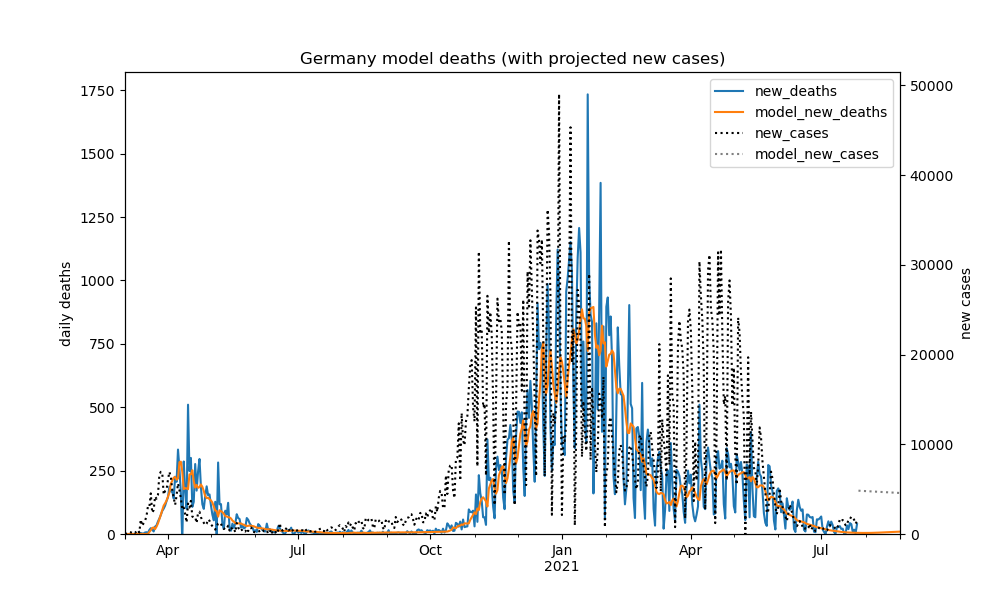 Germany model deaths (with projected new cases)
new_deaths
model_new_deaths
new_cases
model_new_cases
daily deaths
1750
1500
1250
1000
750
500
250
0
50000
40000
30000
20000
10000
0
new cases
Apr Jul Oct Jan Apr Jul
2021